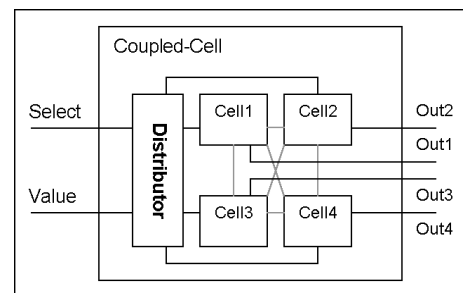 Coupled-Cell
Select
Cell1
Cell2
Out2
Out1
Distributor
Value
Cell3
Cell4
Out3
Out4